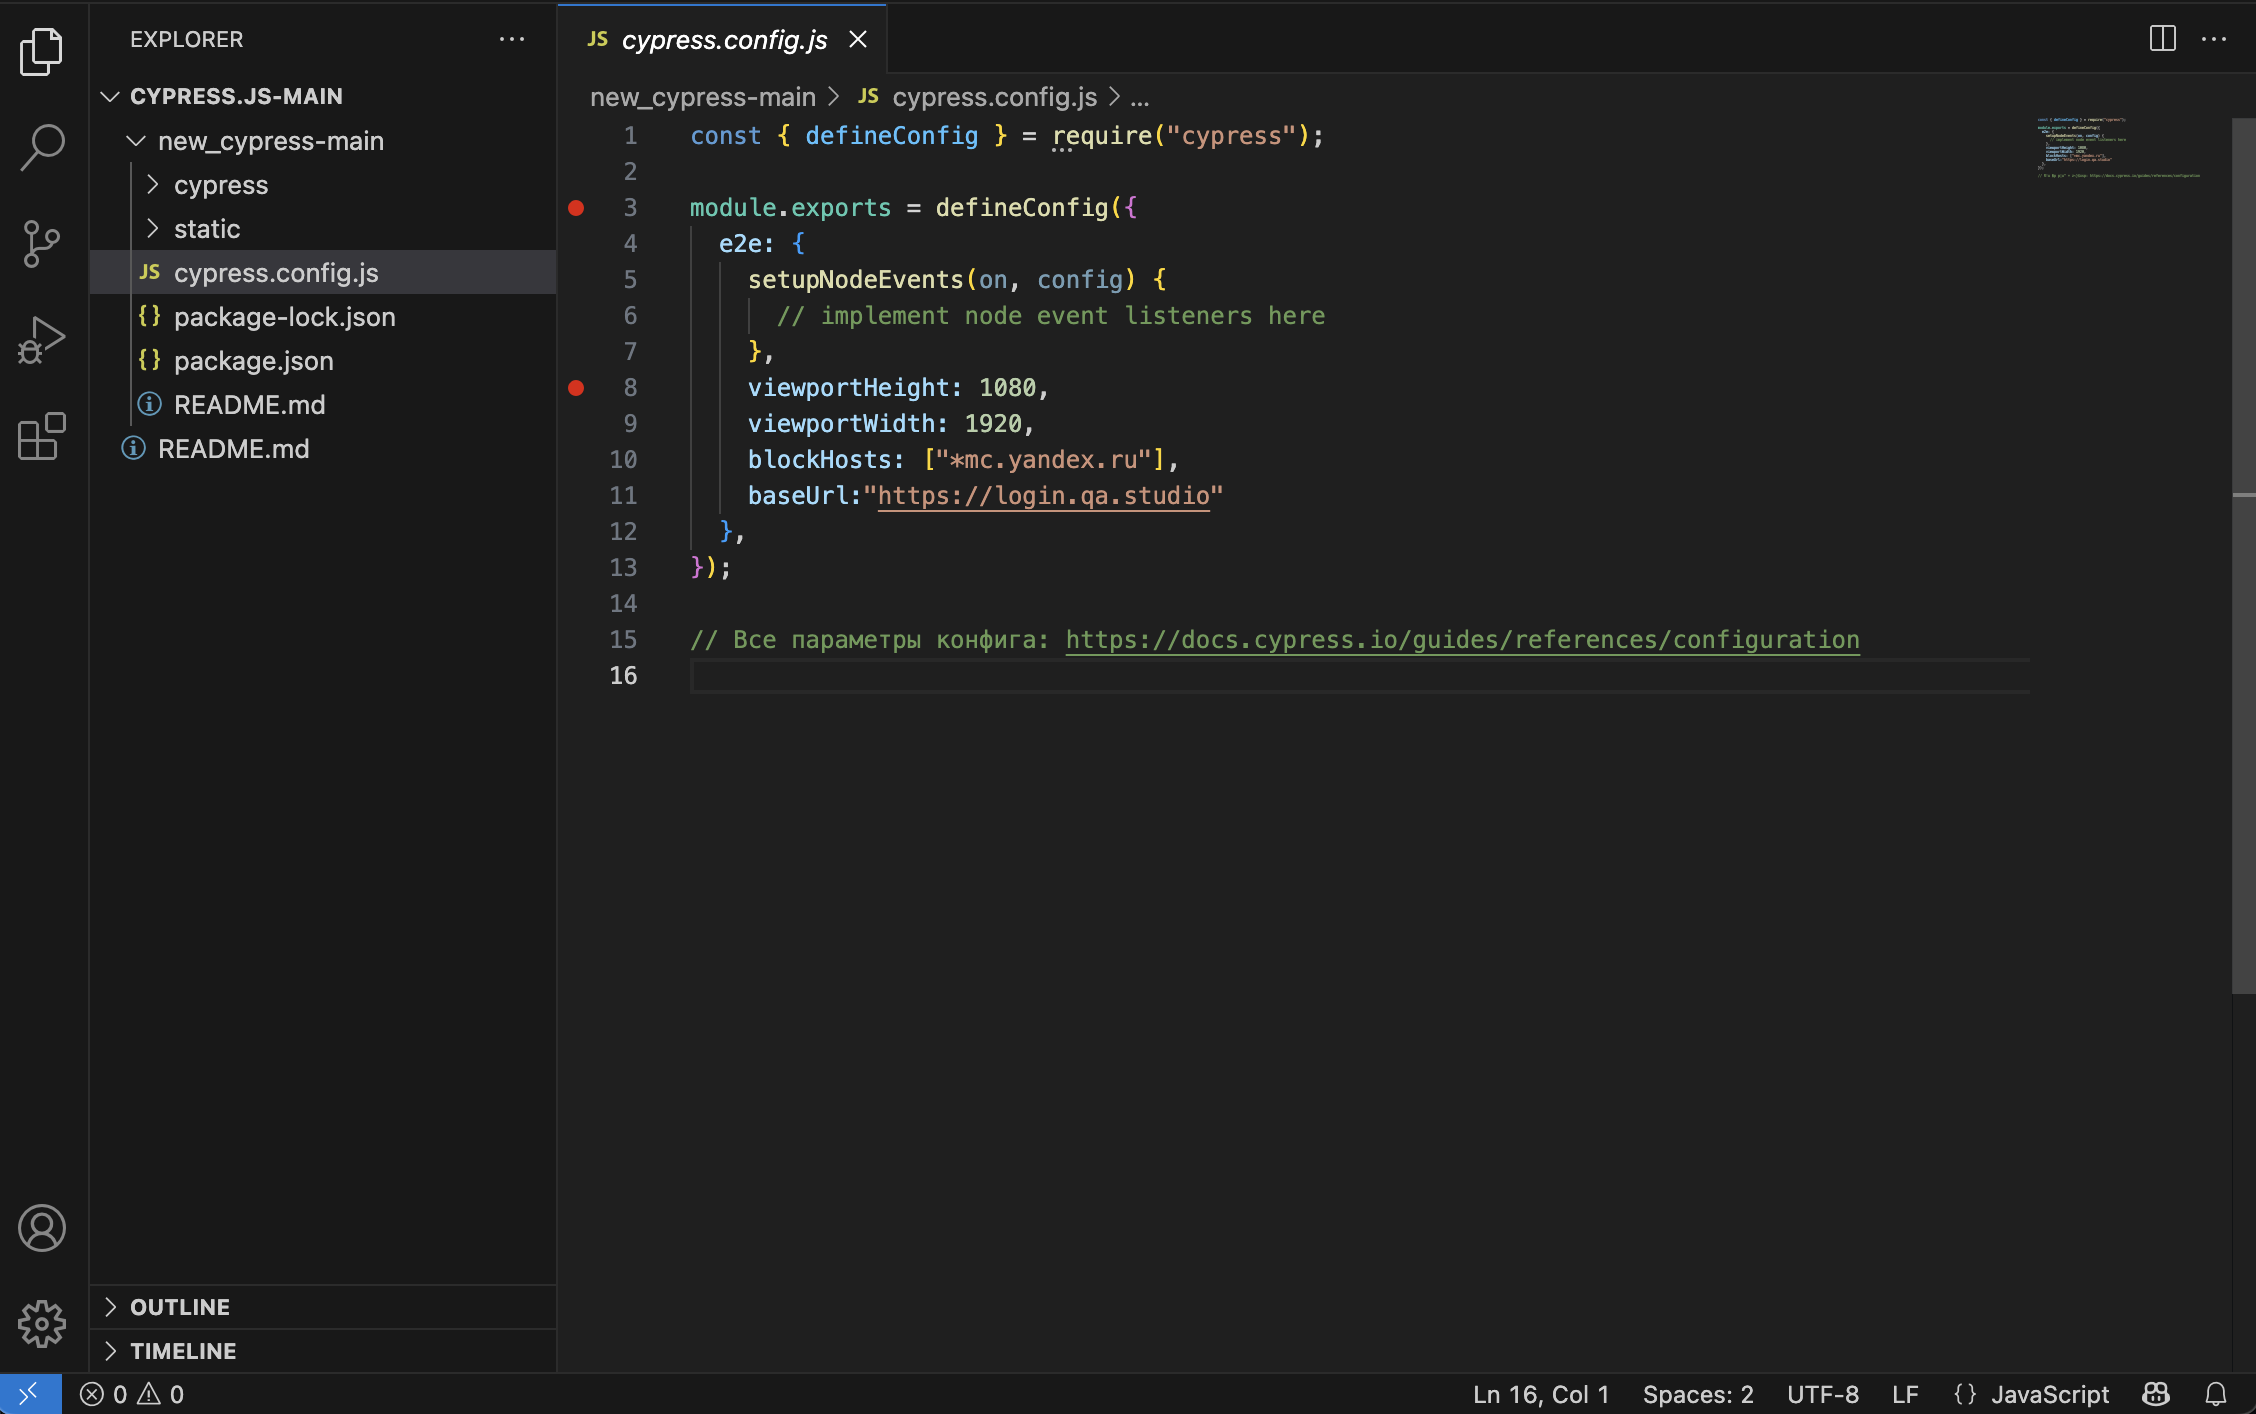 EXPLORER
CYPRESS.JS-MAIN
new_cypress-main
cypress
static
JS cypress.config.js
{} package-lock.json
{} package.json
README.md
README.md
OUTLINE
TIMELINE
JS cypress.config.js
new_cypress-main > JS cypress.config.js > ...
1 const { defineConfig } = require("cypress");
2
3 module.exports = defineConfig({
4 e2e: {
5 setupNodeEvents(on, config) {
6 // implement node event listeners here
7 },
8 viewportHeight: 1080,
9 viewportWidth: 1920,
10 blockHosts: ["*mc.yandex.ru"],
11 baseUrl:"https://login.qa.studio"
12 },
13 });
14
15 // Все параметры конфига: https://docs.cypress.io/guides/references/configuration
16
0 0 Ln 16, Col 1 Spaces: 2 UTF-8 LF {} JavaScript